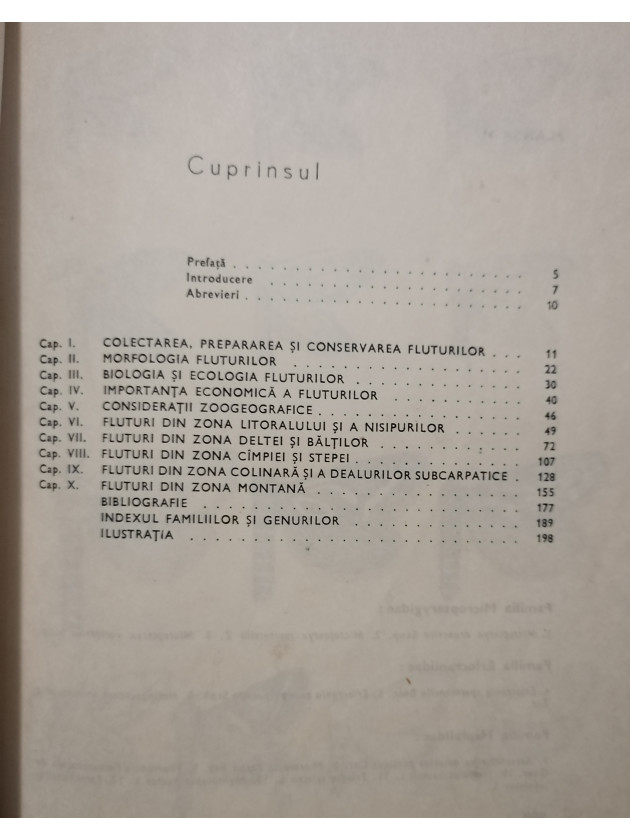 Cuprinsul
Prefață . . . . . . . . . . . . . . . . . . . . . . . . 5
Introducere . . . . . . . . . . . . . . . . . . . . . 7
Abrevieri . . . . . . . . . . . . . . . . . . . . . . . 10
Cap. I. COLECTAREA, PREPARAREA ȘI CONSERVAREA FLUTURILOR . . . 11
Cap. II. MORFOLOGIA FLUTURILOR . . . . . . . . . . . . . . . . . . 22
Cap. III. BIOLOGIA ȘI ECOLOGIA FLUTURILOR . . . . . . . . . . . . . . 30
Cap. IV. IMPORTANȚA ECONOMICĂ A FLUTURILOR . . . . . . . . . . . 40
Cap. V. CONSIDERAȚII ZOOGEOGRAFICE . . . . . . . . . . . . . . . . 46
Cap. VI. FLUTURI DIN ZONA LITORALULUI ȘI A NISIPURILOR . . . . . . 49
Cap. VII. FLUTURI DIN ZONA DELTEI ȘI BĂLȚILOR . . . . . . . . . . . . 72
Cap. VIII. FLUTURI DIN ZONA CÎMPIEI ȘI STEPEI . . . . . . . . . . . . . 107
Cap. IX. FLUTURI DIN ZONA COLINARĂ ȘI A DEALURILOR SUBCARPATICE . 128
Cap. X. FLUTURI DIN ZONA MONTANĂ . . . . . . . . . . . . . . . . 155
BIBLIOGRAFIE . . . . . . . . . . . . . . . . . . . . . . . . . 177
INDEXUL FAMILIILOR ȘI GENURILOR . . . . . . . . . . . . . . 189
ILUSTRAȚIA . . . . . . . . . . . . . . . . . . . . . . . . . . 198